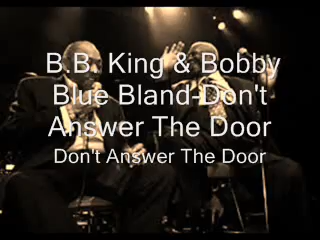 B.B. King & Bobby
Blue Bland-Don't
Answer The Door
Don't Answer The Door